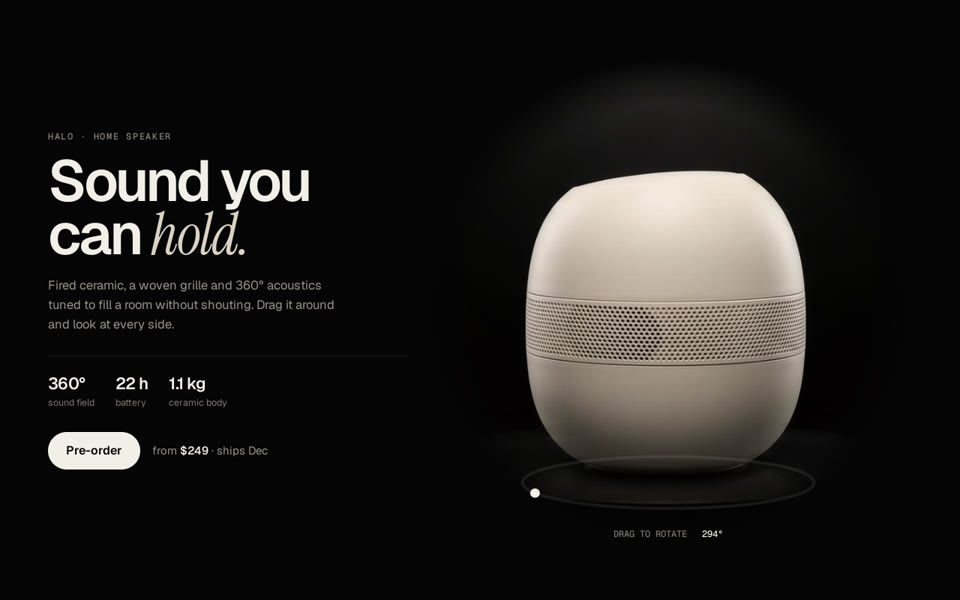 HALO · HOME SPEAKER
Sound you
can hold.
Fired ceramic, a woven grille and 360° acoustics
tuned to fill a room without shouting. Drag it around
and look at every side.
360° 22 h 1.1 kg
sound field battery ceramic body
Pre-order from $249 · ships Dec
DRAG TO ROTATE 294°